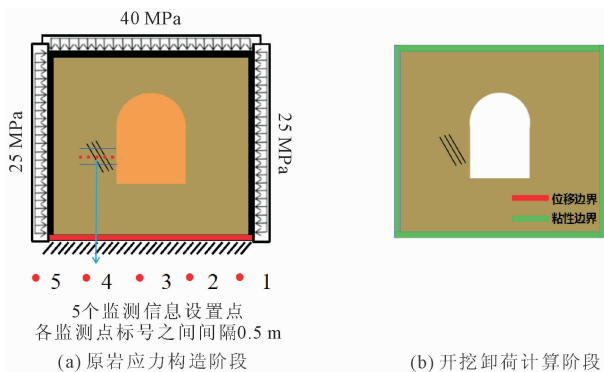 40 MPa
25 MPa
25 MPa
位移边界
粘性边界
5 4 3 2 1
5个监测信息设置点
各监测点标号之间间隔0.5 m
(a) 原岩应力构造阶段
(b) 开挖卸荷计算阶段